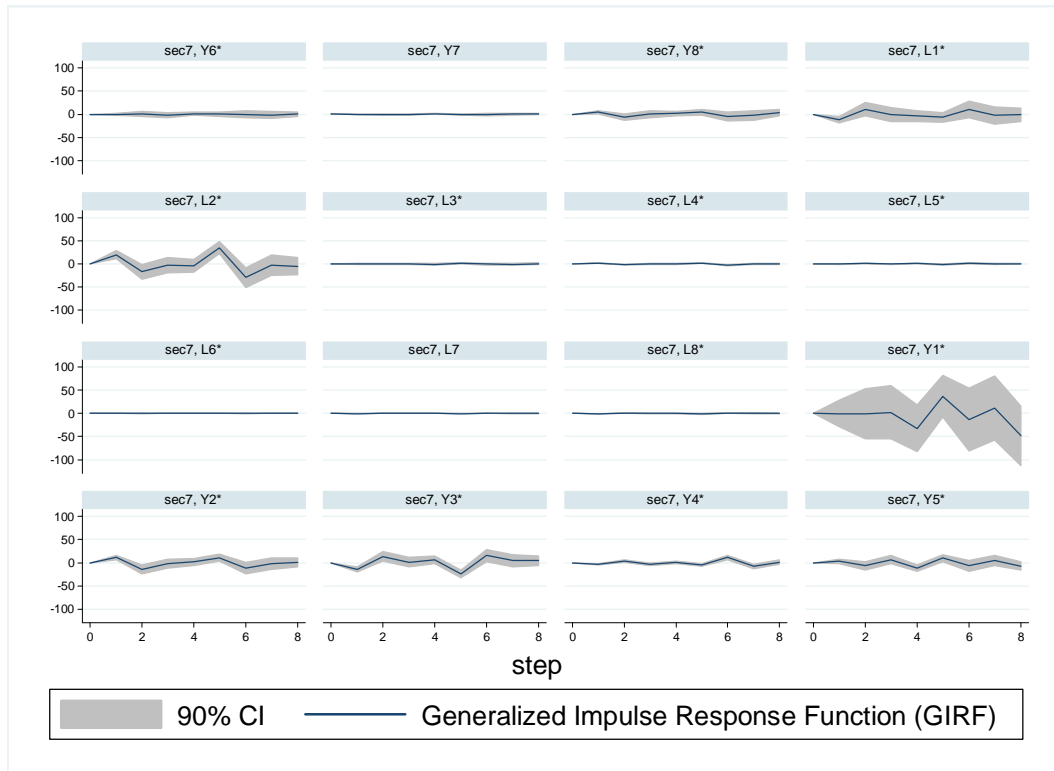 sec7, Y6* sec7, Y7 sec7, Y8* sec7, L1*
100
50
0
-50
-100
sec7, L2* sec7, L3* sec7, L4* sec7, L5*
100
50
0
-50
-100
sec7, L6* sec7, L7 sec7, L8* sec7, Y1*
100
50
0
-50
-100
sec7, Y2* sec7, Y3* sec7, Y4* sec7, Y5*
100
50
0
-50
-100
0 2 4 6 8 0 2 4 6 8 0 2 4 6 8 0 2 4 6 8
step
90% CI Generalized Impulse Response Function (GIRF)